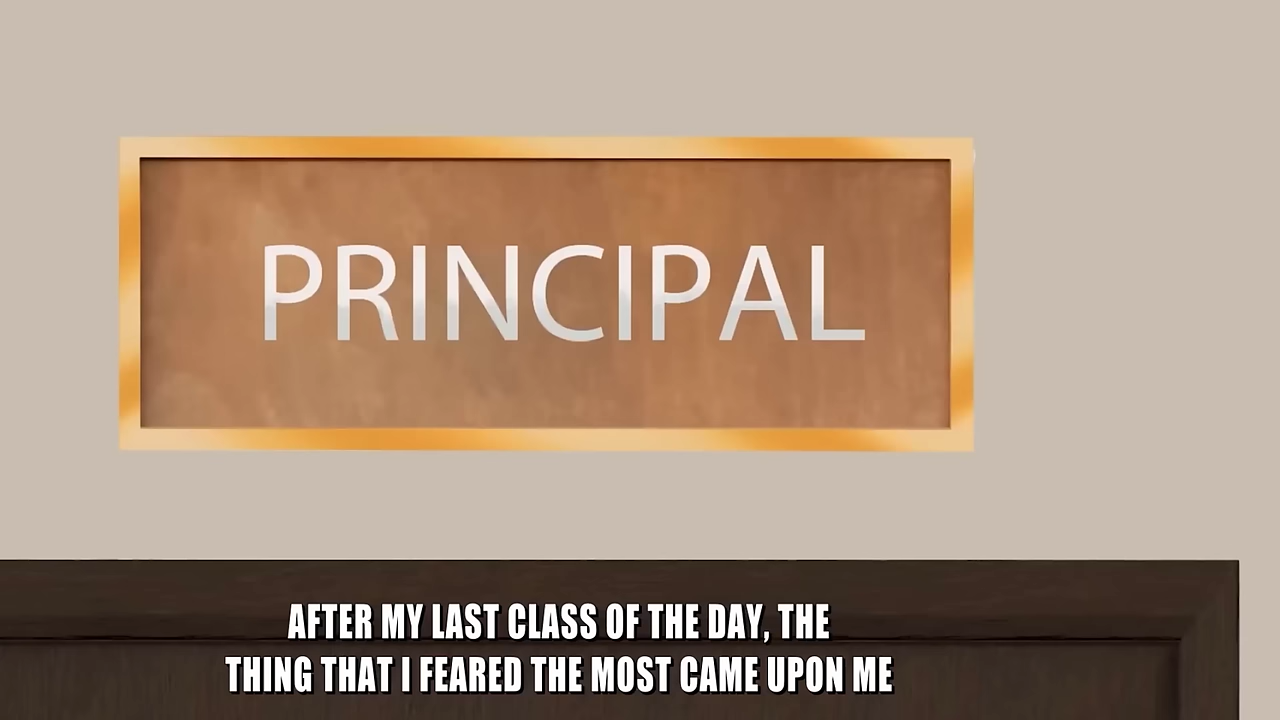 PRINCIPAL
AFTER MY LAST CLASS OF THE DAY, THE
THING THAT I FEARED THE MOST CAME UPON ME